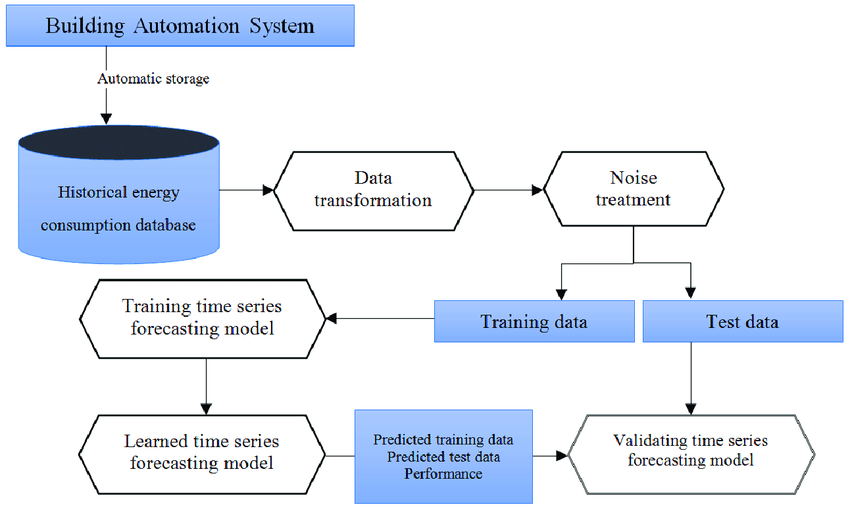 Building Automation System
Automatic storage
Historical energy
consumption database
Data
transformation
Noise
treatment
Training time series
forecasting model
Training data
Test data
Learned time series
forecasting model
Predicted training data
Predicted test data
Performance
Validating time series
forecasting model